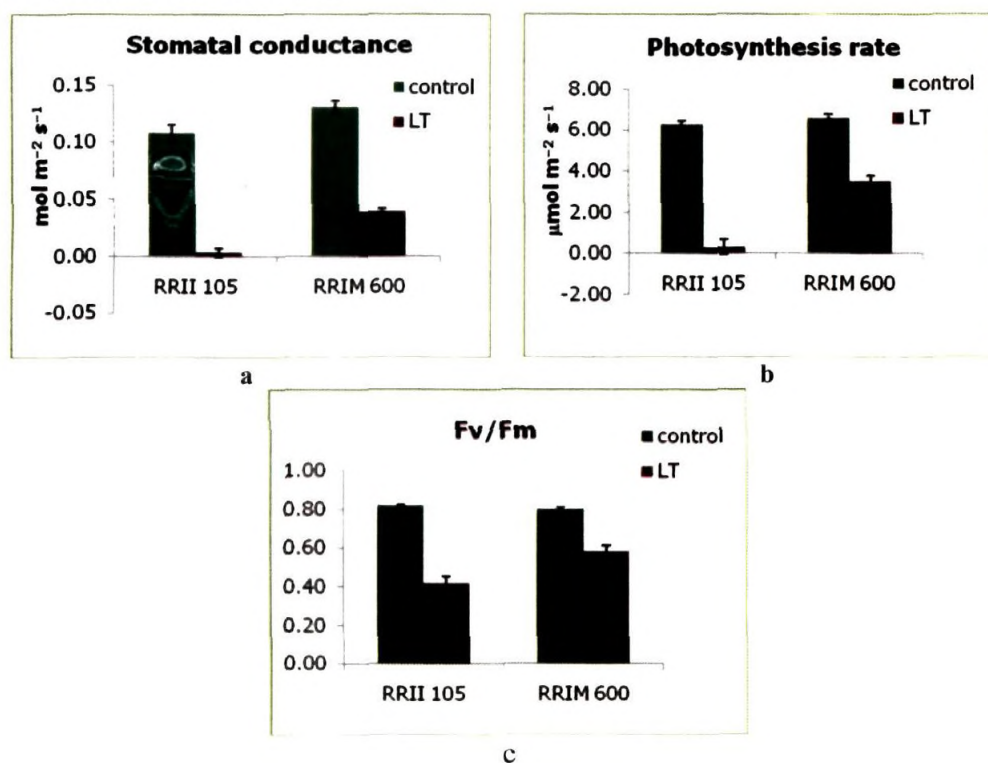 Stomatal conductance
control
LT
mol m⁻² s⁻¹
0.15
0.10
0.05
0.00
-0.05
RRII 105
RRIM 600
a
Photosynthesis rate
control
LT
µmol m⁻² s⁻¹
8.00
6.00
4.00
2.00
0.00
-2.00
RRII 105
RRIM 600
b
Fv/Fm
control
LT
1.00
0.80
0.60
0.40
0.20
0.00
RRII 105
RRIM 600
c